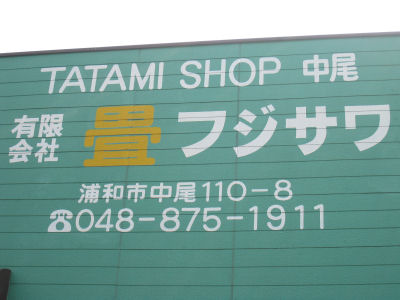 TATAMI SHOP 中尾
有限会社 畳 フジサワ
浦和市中尾110-8
☎048-875-1911